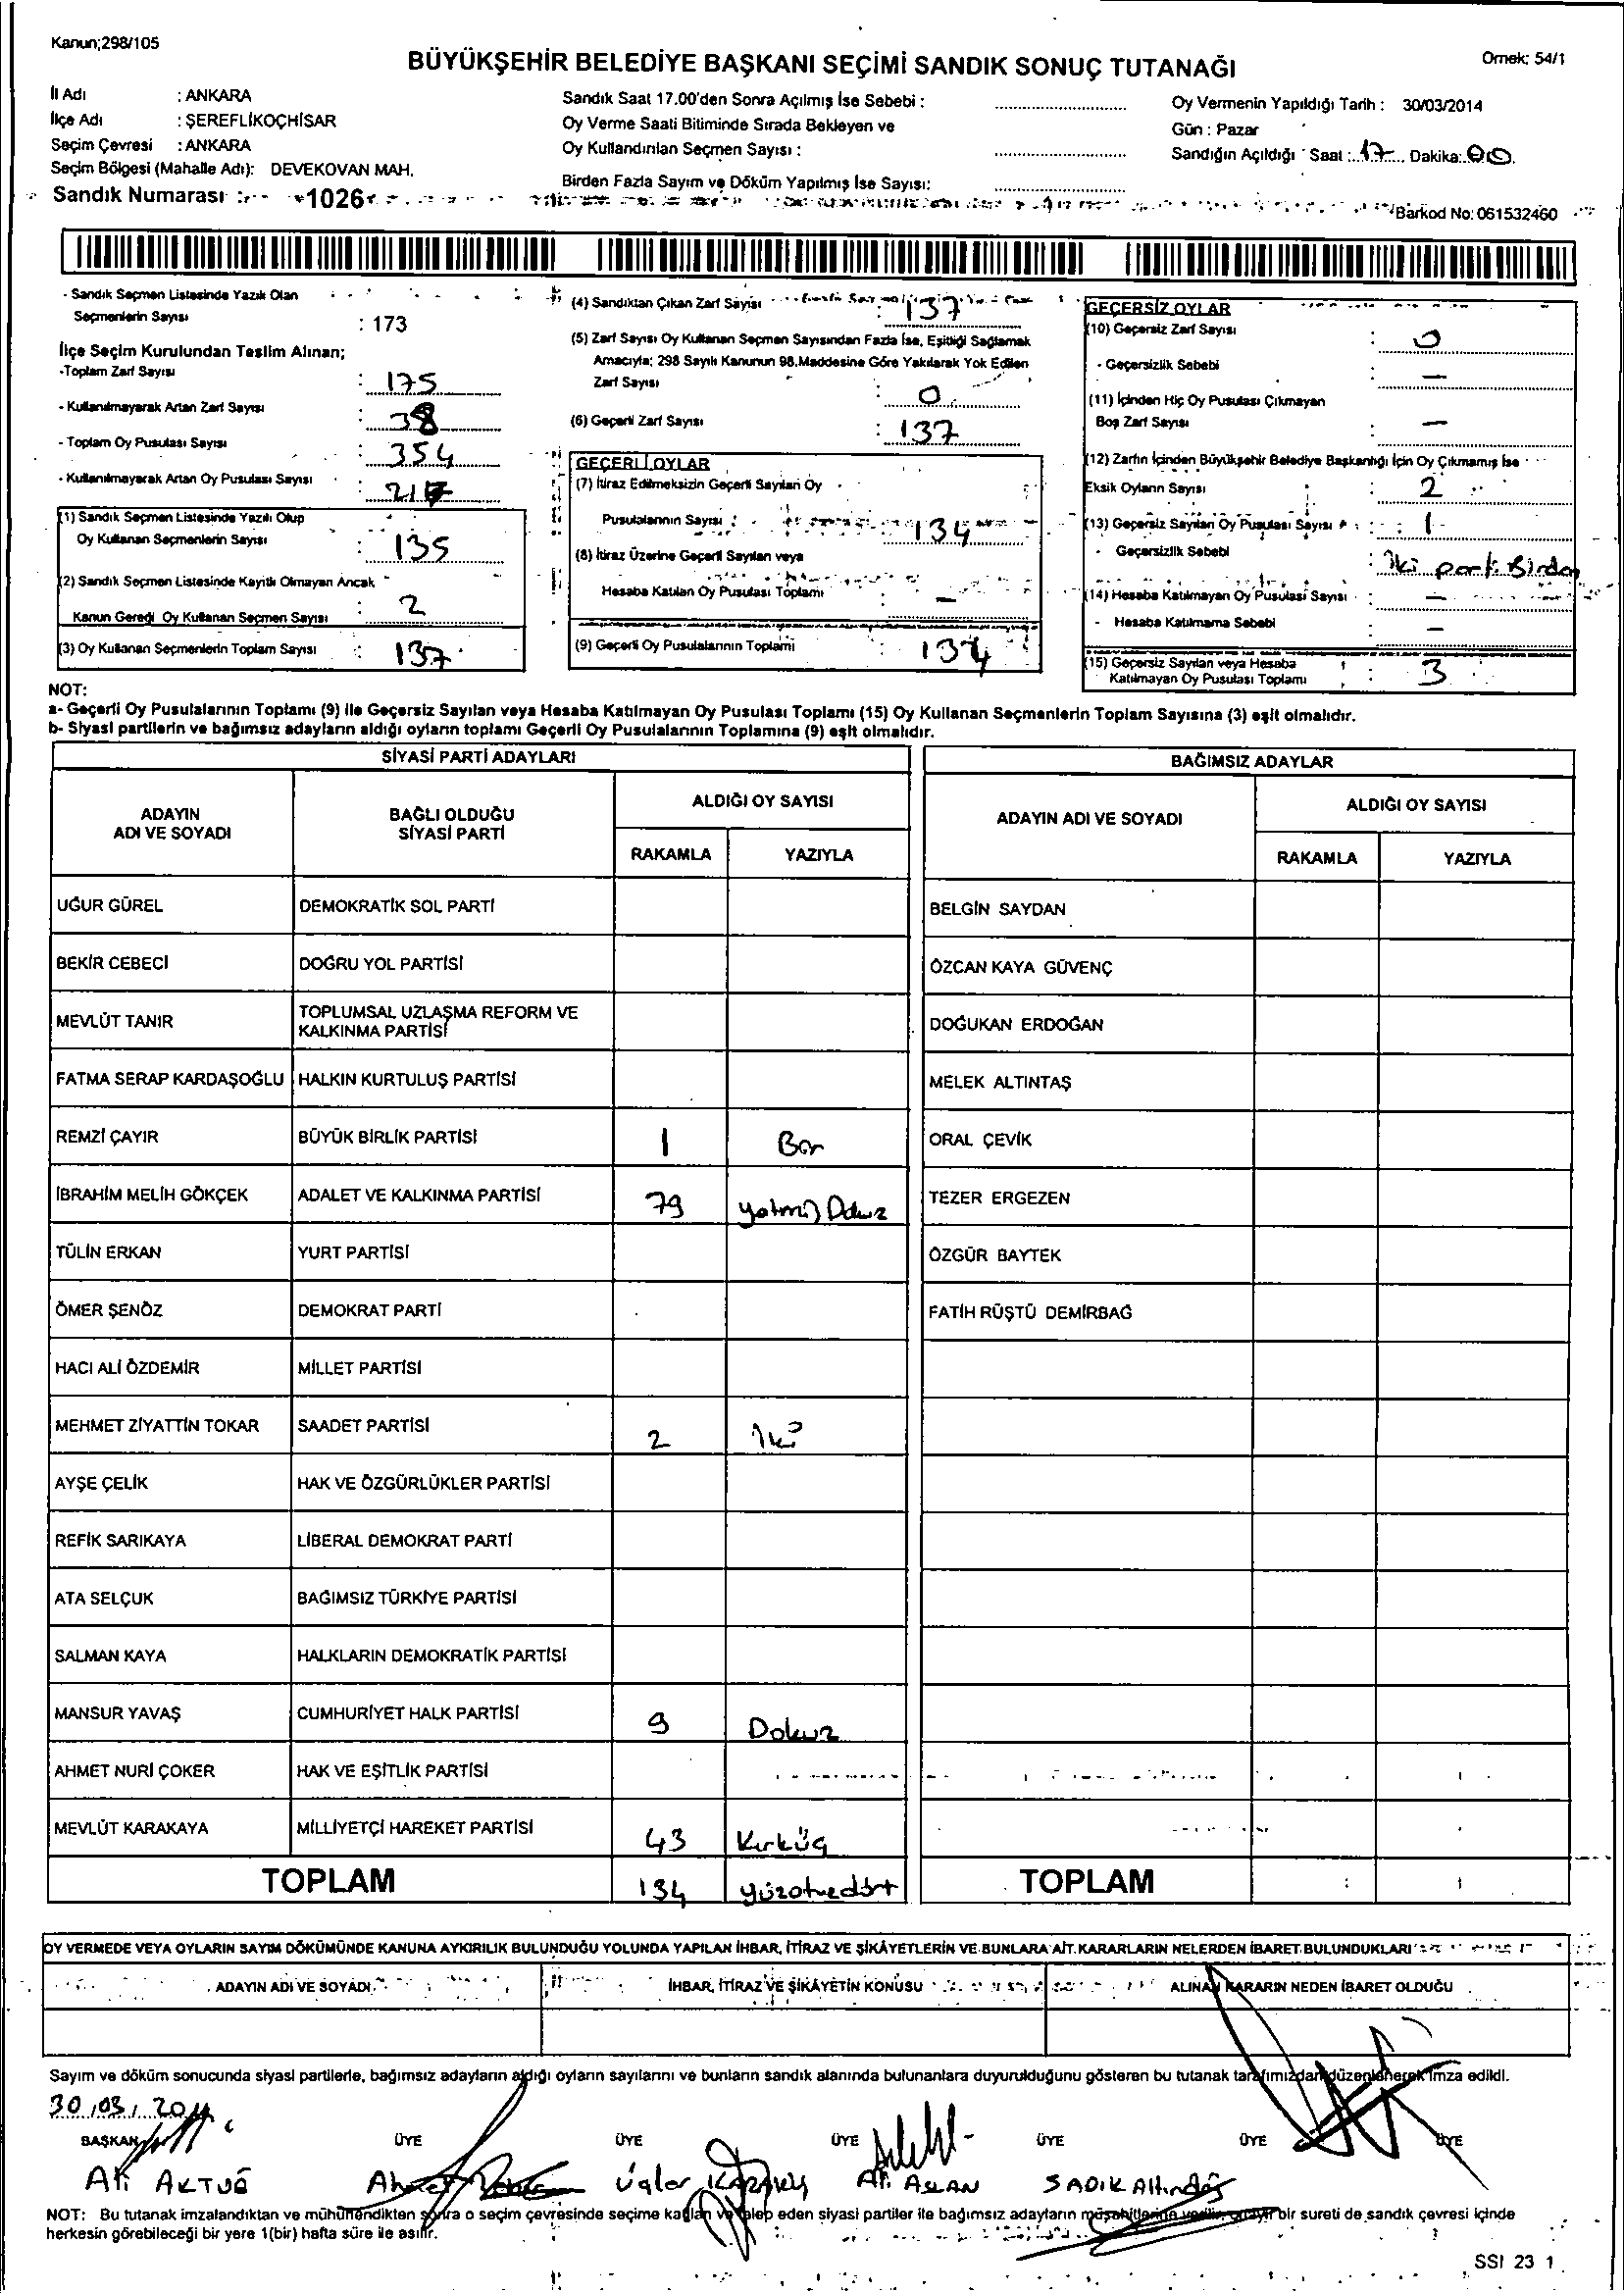 Kanun;298/105
BÜYÜKŞEHİR BELEDİYE BAŞKANI SEÇİMİ SANDIK SONUÇ TUTANAĞI
Örnek: 54/1
İl Adı : ANKARA
İlçe Adı : ŞEREFLİKOÇHİSAR
Seçim Çevresi : ANKARA
Seçim Bölgesi (Mahalle Adı): DEVEKOVAN MAH.
Sandık Numarası : 1026
Sandık Saat 17.00'den Sonra Açılmış İse Sebebi :
Oy Verme Saati Bitiminde Sırada Bekleyen ve
Oy Kullandırılan Seçmen Sayısı :
Birden Fazla Sayım ve Döküm Yapılmış İse Sayısı:
Oy Vermenin Yapıldığı Tarih : 30/03/2014
Gün : Pazar
Sandığın Açıldığı Saat : 17 Dakika: 00
Barkod No: 061532460
- Sandık Seçmen Listesinde Yazılı Olan
Seçmenlerin Sayısı : 173
İlçe Seçim Kurulundan Teslim Alınan;
-Toplam Zarf Sayısı : 175
- Kullanılmayarak Artan Zarf Sayısı : 38
- Toplam Oy Pusulası Sayısı : 354
- Kullanılmayarak Artan Oy Pusulası Sayısı : 217
(1) Sandık Seçmen Listesinde Yazılı Olup
Oy Kullanan Seçmenlerin Sayısı : 135
(2) Sandık Seçmen Listesinde Kayıtlı Olmayan Ancak
Kanun Gereği Oy Kullanan Seçmen Sayısı : 2
(3) Oy Kullanan Seçmenlerin Toplam Sayısı : 137
(4) Sandıktan Çıkan Zarf Sayısı : 137
(5) Zarf Sayısı Oy Kullanan Seçmen Sayısından Fazla İse, Eşitliği Sağlamak
Amacıyla; 298 Sayılı Kanunun 98.Maddesine Göre Yakılarak Yok Edilen
Zarf Sayısı : 0
(6) Geçerli Zarf Sayısı : 137
GEÇERLİ OYLAR
(7) İtiraz Edilmeksizin Geçerli Sayılan Oy
Pusulalarının Sayısı : 134
(8) İtiraz Üzerine Geçerli Sayılan veya
Hesaba Katılan Oy Pusulası Toplamı : -
(9) Geçerli Oy Pusulalarının Toplamı : 134
GEÇERSİZ OYLAR
(10) Geçersiz Zarf Sayısı : 0
- Geçersizlik Sebebi : -
(11) İçinden Hiç Oy Pusulası Çıkmayan
Boş Zarf Sayısı : -
(12) Zarfın İçinden Büyükşehir Belediye Başkanlığı İçin Oy Çıkmamış İse
Eksik Oyların Sayısı : 2
(13) Geçersiz Sayılan Oy Pusulası Sayısı : 1
- Geçersizlik Sebebi : iki parti Birden
(14) Hesaba Katılmayan Oy Pusulası Sayısı : -
- Hesaba Katılmama Sebebi : -
(15) Geçersiz Sayılan veya Hesaba
Katılmayan Oy Pusulası Toplamı : 3
NOT:
a- Geçerli Oy Pusulalarının Toplamı (9) ile Geçersiz Sayılan veya Hesaba Katılmayan Oy Pusulası Toplamı (15) Oy Kullanan Seçmenlerin Toplam Sayısına (3) eşit olmalıdır.
b- Siyasi partilerin ve bağımsız adayların aldığı oyların toplamı Geçerli Oy Pusulalarının Toplamına (9) eşit olmalıdır.
SİYASİ PARTİ ADAYLARI
BAĞIMSIZ ADAYLAR
ADAYIN ADI VE SOYADI
BAĞLI OLDUĞU SİYASİ PARTİ
ALDIĞI OY SAYISI
RAKAMLA YAZIYLA
ADAYIN ADI VE SOYADI
ALDIĞI OY SAYISI
RAKAMLA YAZIYLA
UĞUR GÜREL DEMOKRATİK SOL PARTİ BELGİN SAYDAN
BEKİR CEBECİ DOĞRU YOL PARTİSİ ÖZCAN KAYA GÜVENÇ
MEVLÜT TANIR TOPLUMSAL UZLAŞMA REFORM VE KALKINMA PARTİSİ DOĞUKAN ERDOĞAN
FATMA SERAP KARDAŞOĞLU HALKIN KURTULUŞ PARTİSİ MELEK ALTINTAŞ
REMZİ ÇAYIR BÜYÜK BİRLİK PARTİSİ 1 Bir ORAL ÇEVİK
İBRAHİM MELİH GÖKÇEK ADALET VE KALKINMA PARTİSİ 79 yetmiş Dokuz TEZER ERGEZEN
TÜLİN ERKAN YURT PARTİSİ ÖZGÜR BAYTEK
ÖMER ŞENÖZ DEMOKRAT PARTİ FATİH RÜŞTÜ DEMİRBAĞ
HACI ALİ ÖZDEMİR MİLLET PARTİSİ
MEHMET ZİYATTİN TOKAR SAADET PARTİSİ 2 iki
AYŞE ÇELİK HAK VE ÖZGÜRLÜKLER PARTİSİ
REFİK SARIKAYA LİBERAL DEMOKRAT PARTİ
ATA SELÇUK BAĞIMSIZ TÜRKİYE PARTİSİ
SALMAN KAYA HALKLARIN DEMOKRATİK PARTİSİ
MANSUR YAVAŞ CUMHURİYET HALK PARTİSİ 9 Dokuz
AHMET NURİ ÇOKER HAK VE EŞİTLİK PARTİSİ
MEVLÜT KARAKAYA MİLLİYETÇİ HAREKET PARTİSİ 43 Kırküç
TOPLAM 134 yüzotuzdört TOPLAM
OY VERMEDE VEYA OYLARIN SAYIM DÖKÜMÜNDE KANUNA AYKIRILIK BULUNDUĞU YOLUNDA YAPILAN İHBAR, İTİRAZ VE ŞİKÂYETLERİN VE BUNLARA AİT KARARLARIN NELERDEN İBARET BULUNDUKLARI
ADAYIN ADI VE SOYADI İHBAR, İTİRAZ VE ŞİKÂYETİN KONUSU ALINAN KARARIN NEDEN İBARET OLDUĞU
Sayım ve döküm sonucunda siyasi partilerle, bağımsız adayların aldığı oyların sayılarını ve bunların sandık alanında bulunanlara duyurulduğunu gösteren bu tutanak tarafımızdan düzenlenerek imza edildi.
30/03/2014
BAŞKAN ÜYE ÜYE ÜYE ÜYE ÜYE ÜYE
Ali AKTUĞ Ahmet Uğler Ali ASLAN SADIK Altındağ
NOT: Bu tutanak imzalandıktan ve mühürlendikten sonra o seçim çevresinde seçime katılan ve talep eden siyasi partiler ile bağımsız adayların müşahitlerine verilir, onaylı bir sureti de sandık çevresi içinde
herkesin görebileceği bir yere 1(bir) hafta süre ile asılır.
SSI 23 1